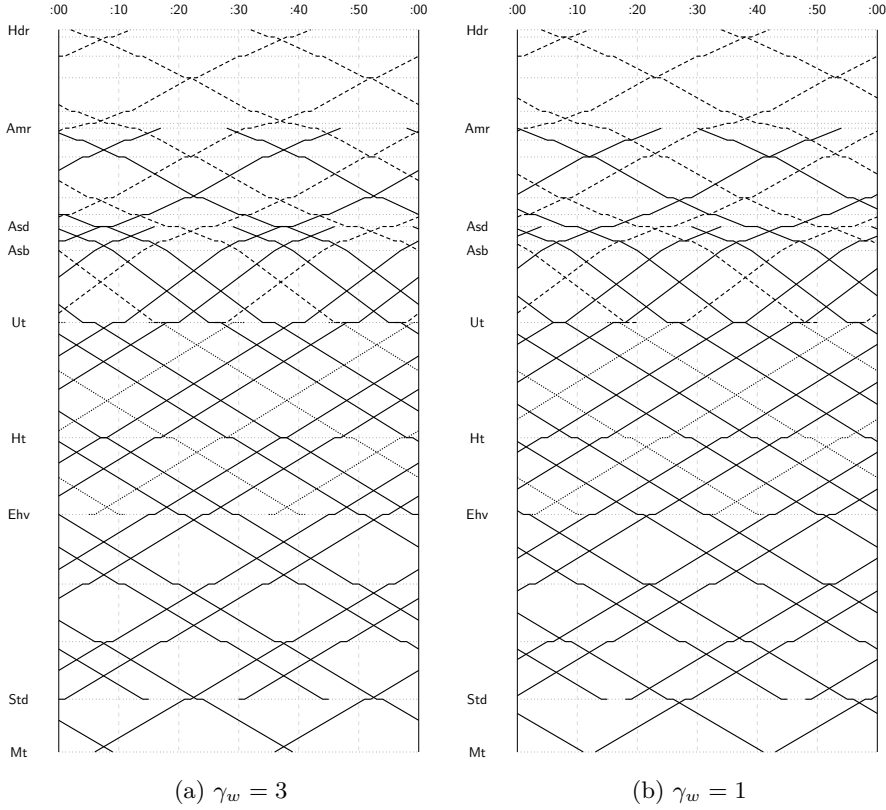 :00 :10 :20 :30 :40 :50 :00 :00 :10 :20 :30 :40 :50 :00
Hdr Hdr
Amr Amr
Asd Asd
Asb Asb
Ut Ut
Ht Ht
Ehv Ehv
Std Std
Mt Mt
(a) γw = 3 (b) γw = 1